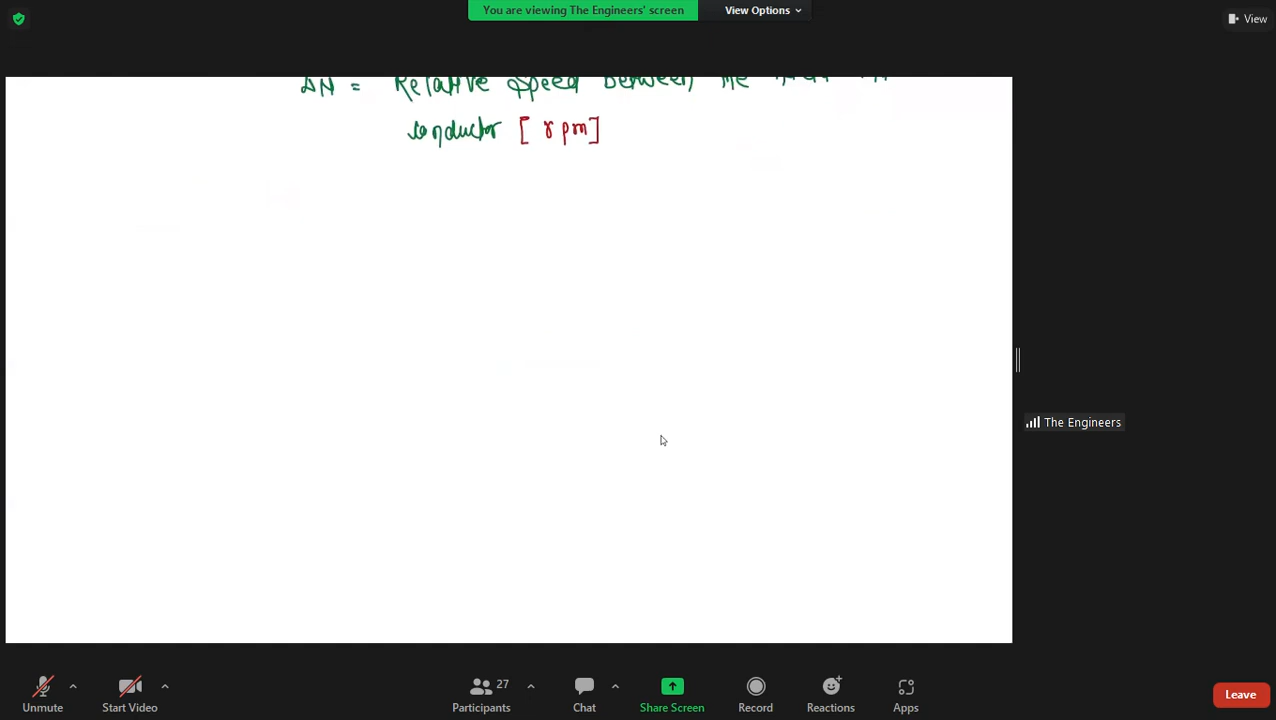 You are viewing The Engineers' screen
View Options
View
ΔN = Relative Speed between the
conductor [rpm]
The Engineers
Unmute
Start Video
27
Participants
Chat
Share Screen
Record
Reactions
Apps
Leave